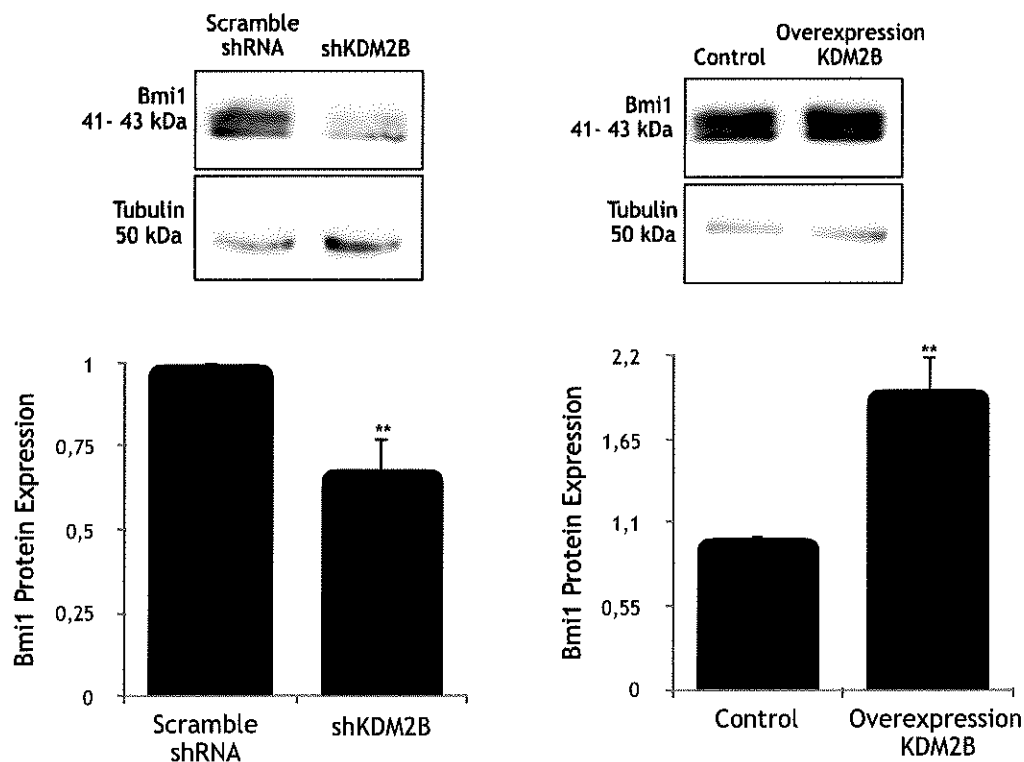 Scramble
shRNA
shKDM2B
Bmi1
41- 43 kDa
Tubulin
50 kDa
Control
Overexpression
KDM2B
Bmi1
41- 43 kDa
Tubulin
50 kDa
Bmi1 Protein Expression
1
0,75
0,5
0,25
0
**
Scramble
shRNA
shKDM2B
Bmi1 Protein Expression
2,2
1,65
1,1
0,55
0
**
Control
Overexpression
KDM2B